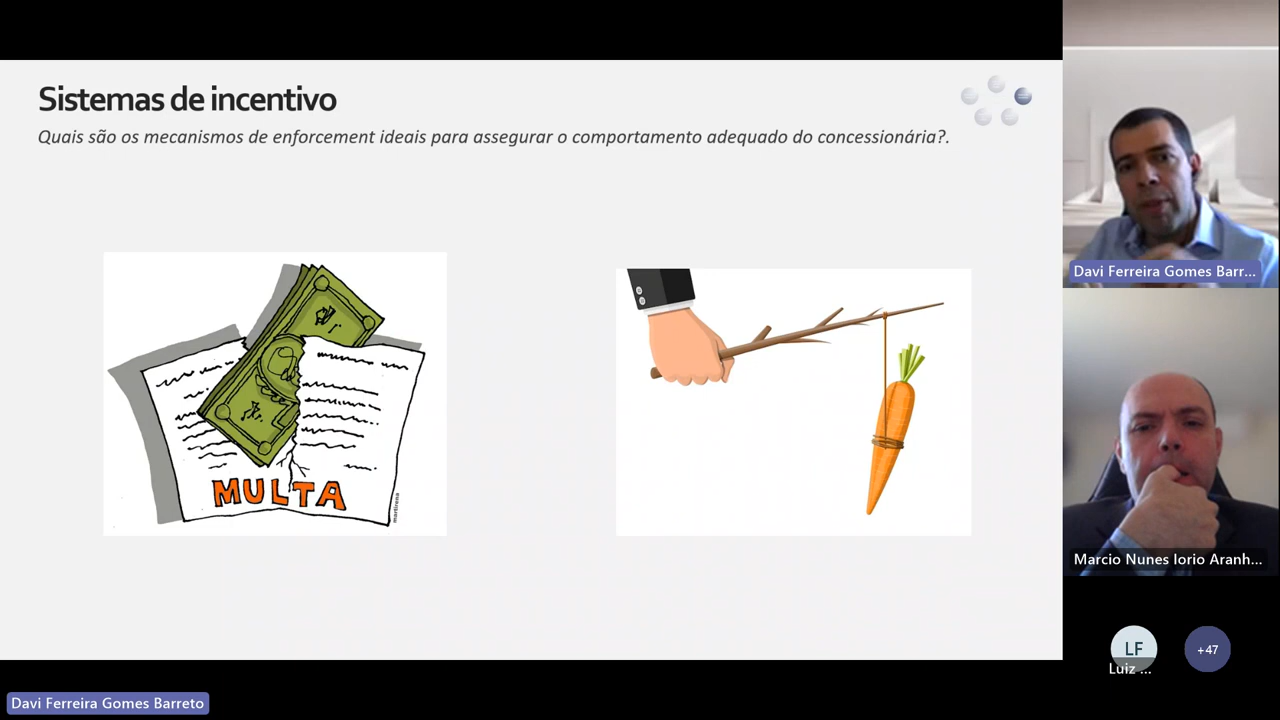 Sistemas de incentivo
Quais são os mecanismos de enforcement ideais para assegurar o comportamento adequado do concessionária?.
MULTA
martirena
Davi Ferreira Gomes Barr...
Marcio Nunes Iorio Aranh...
LF
Luiz ...
+47
Davi Ferreira Gomes Barreto